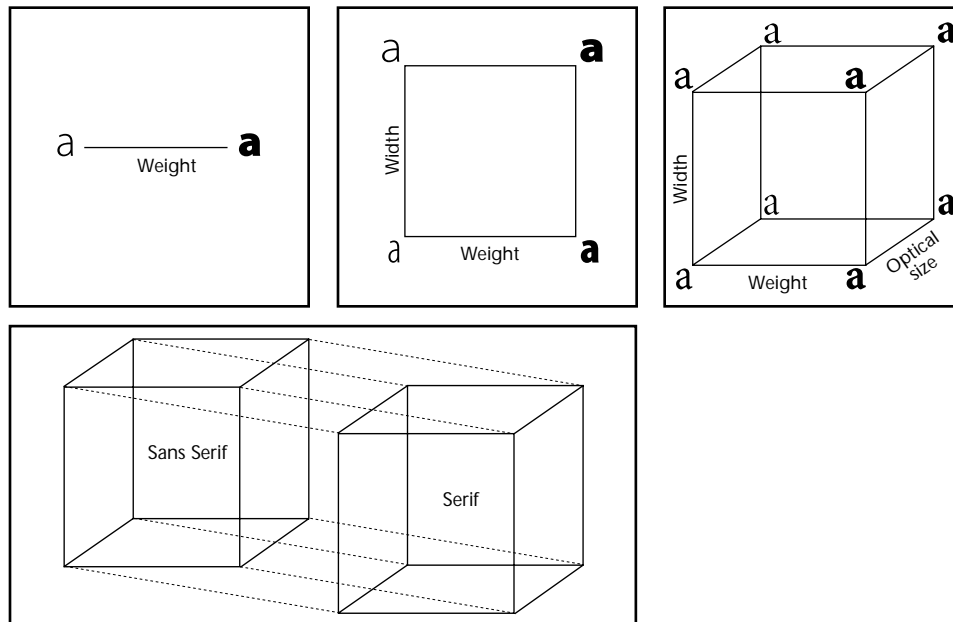 a a
Weight
a a
Width
a a
Weight
a a
a a
Width
a a
a a
Optical
size
Weight
Sans Serif
Serif